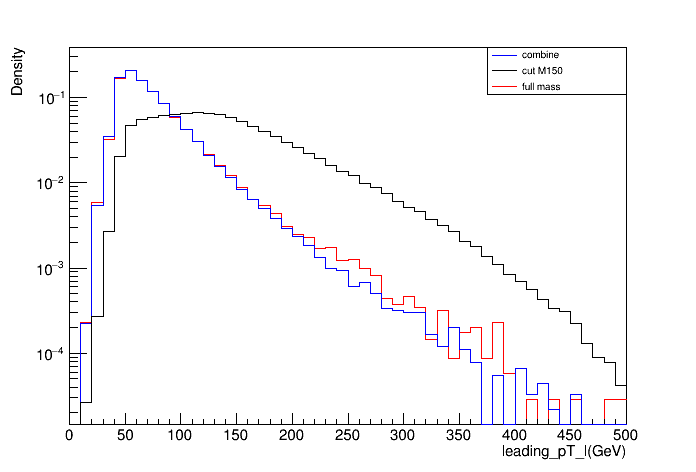 Density
combine
cut M150
full mass
10⁻¹
10⁻²
10⁻³
10⁻⁴
0 50 100 150 200 250 300 350 400 450 500
leading_pT_l(GeV)